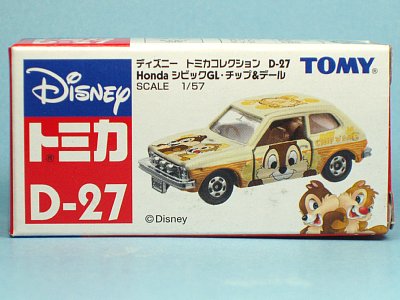 Disney
トミカ®
D-27
ディズニー トミカコレクション D-27
Honda シビックGL・チップ&デール
SCALE 1/57
TOMY®
©Disney